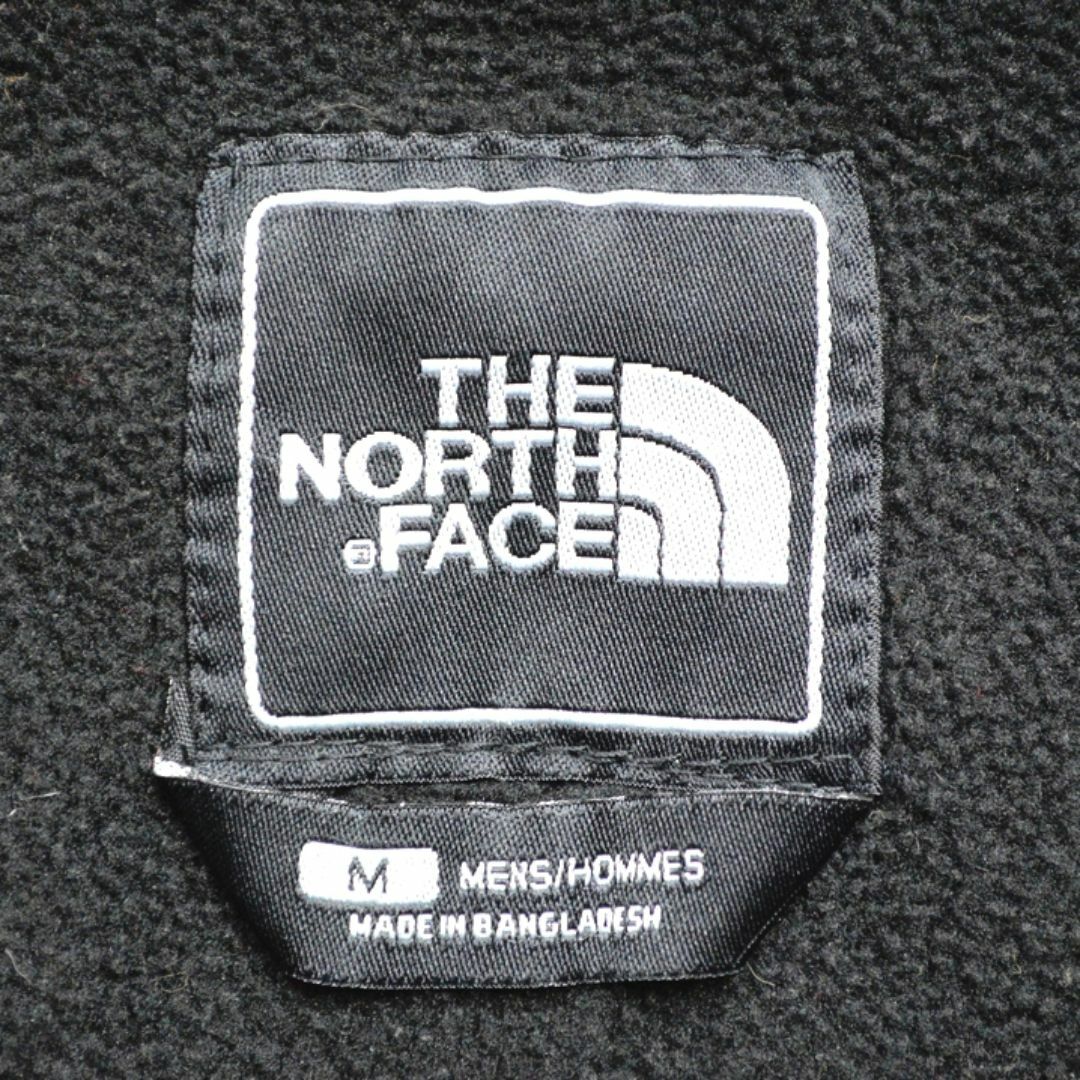 THE
NORTH
®FACE
M MENS/HOMMES
MADE IN BANGLADESH